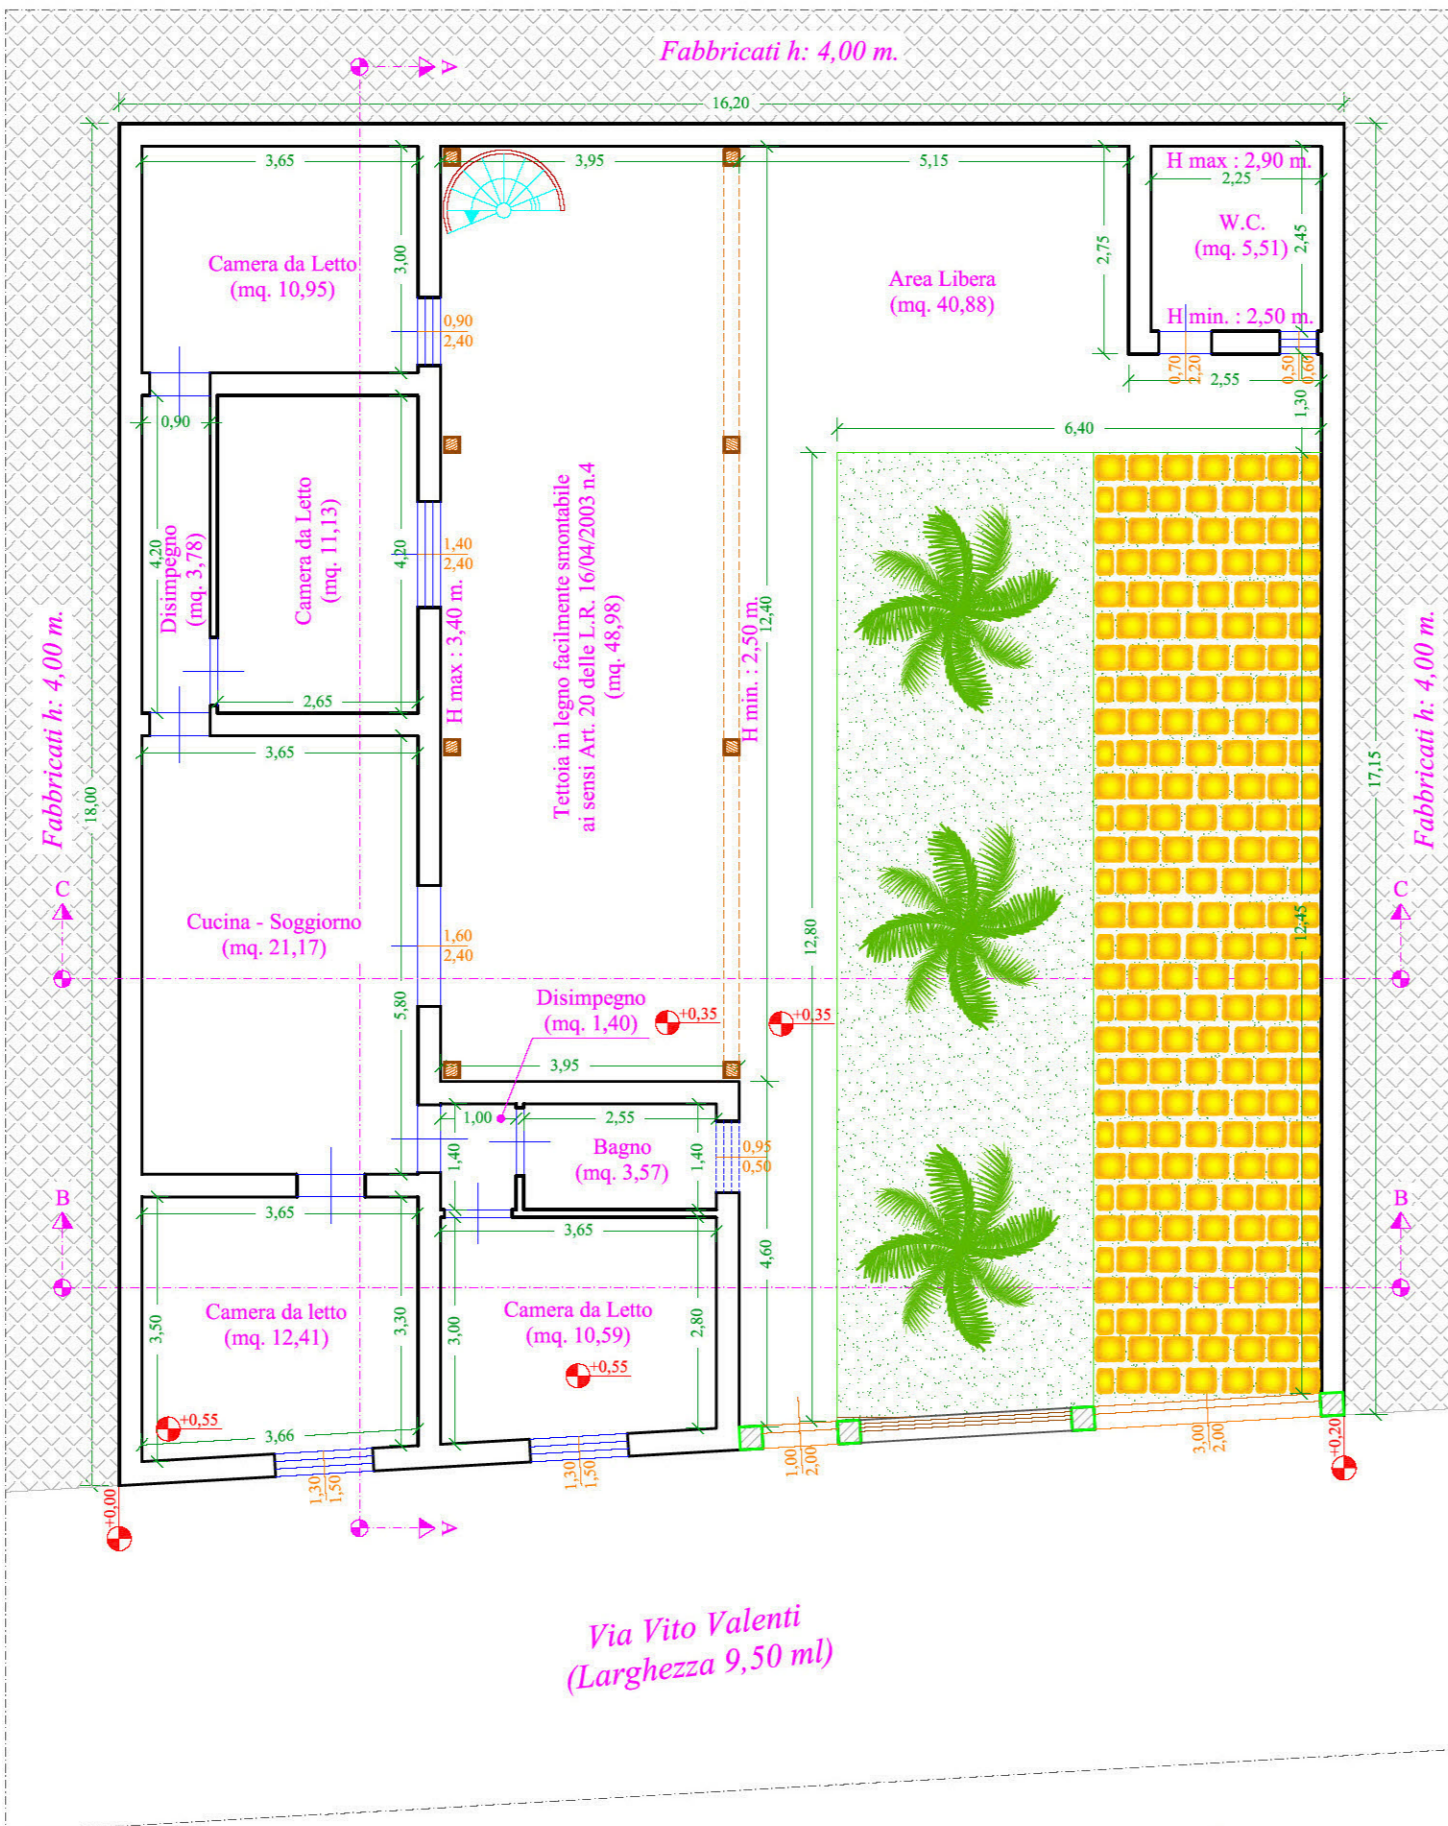 Fabbricati h: 4,00 m.
A
16,20
3,65
3,95
5,15
H max : 2,90 m.
2,25
W.C.
(mq. 5,51)
2,45
H min. : 2,50 m.
2,75
3,00
Camera da Letto
(mq. 10,95)
Area Libera
(mq. 40,88)
0,90
2,40
0,70
2,20
2,55
0,50
0,60
1,30
0,90
6,40
Disimpegno
(mq. 3,78)
4,20
Camera da Letto
(mq. 11,13)
4,20
1,40
2,40
Tettoia in legno facilmente smontabile
ai sensi Art. 20 delle L.R. 16/04/2003 n.4
(mq. 48,98)
H max : 3,40 m.
H min. : 2,50 m.
12,40
2,65
3,65
Fabbricati h: 4,00 m.
18,00
17,15
Fabbricati h: 4,00 m.
C
C
Cucina - Soggiorno
(mq. 21,17)
1,60
2,40
12,80
12,45
5,80
Disimpegno
(mq. 1,40)
+0,35
+0,35
3,95
1,00
2,55
1,40
Bagno
(mq. 3,57)
1,40
0,95
0,50
B
B
3,65
3,65
4,60
3,50
Camera da letto
(mq. 12,41)
3,30
3,00
Camera da Letto
(mq. 10,59)
2,80
+0,55
+0,55
3,66
1,30
1,50
1,30
1,50
1,00
2,00
3,00
2,00
+0,20
+0,00
A
Via Vito Valenti
(Larghezza 9,50 ml)